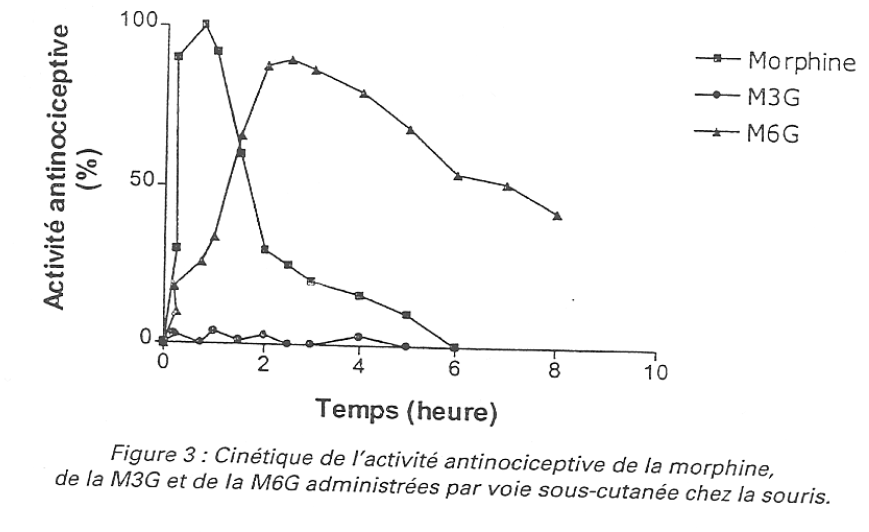 Activité antinociceptive
(%)
100
50
0
0
2
4
6
8
10
Temps (heure)
Morphine
M3G
M6G
Figure 3 : Cinétique de l'activité antinociceptive de la morphine,
de la M3G et de la M6G administrées par voie sous-cutanée chez la souris.